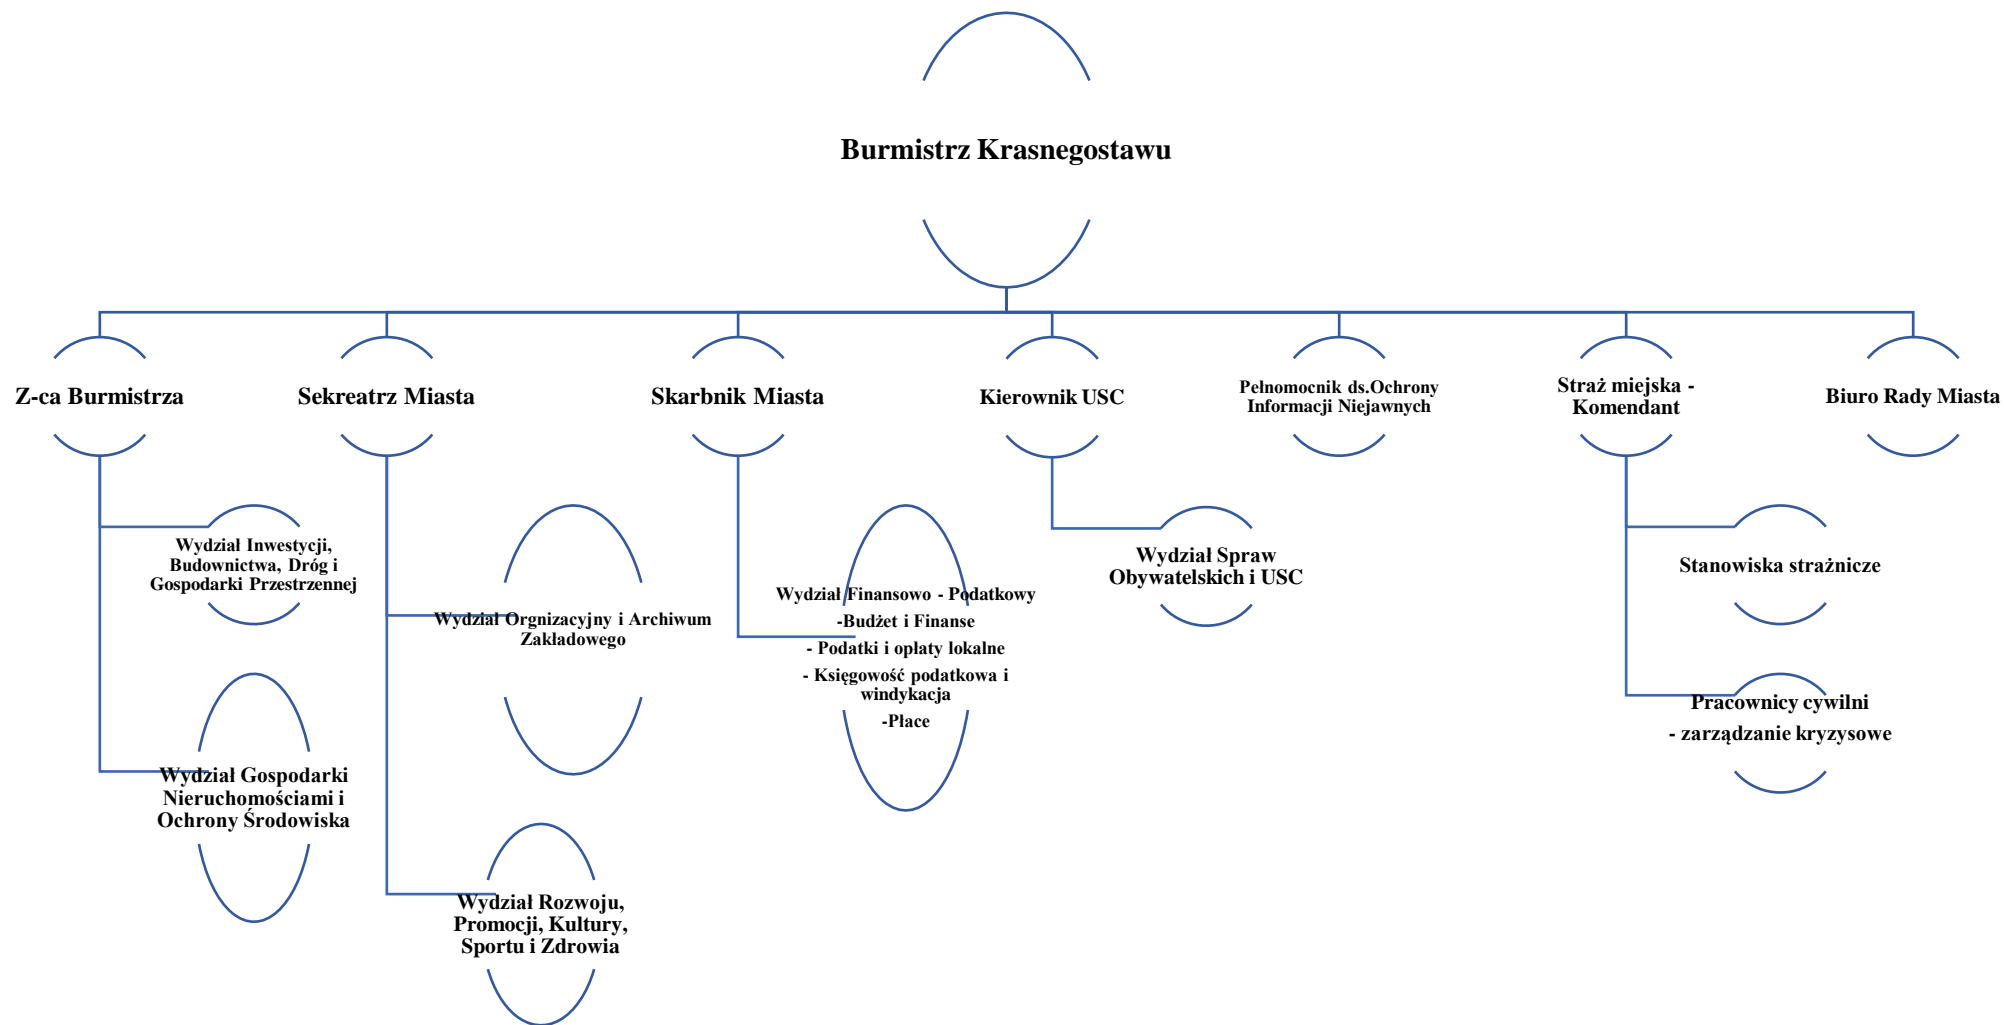 Burmistrz Krasnegostawu
Z-ca Burmistrza
Sekreatrz Miasta
Skarbnik Miasta
Kierownik USC
Pełnomocnik ds.Ochrony
Informacji Niejawnych
Straż miejska -
Komendant
Biuro Rady Miasta
Wydział Inwestycji,
Budownictwa, Dróg i
Gospodarki Przestrzennej
Wydział Gospodarki
Nieruchomościami i
Ochrony Środowiska
Wydział Orgnizacyjny i Archiwum
Zakładowego
Wydział Rozwoju,
Promocji, Kultury,
Sportu i Zdrowia
Wydział Finansowo - Podatkowy
-Budżet i Finanse
- Podatki i opłaty lokalne
- Księgowość podatkowa i
windykacja
-Płace
Wydział Spraw
Obywatelskich i USC
Stanowiska strażnicze
Pracownicy cywilni
- zarządzanie kryzysowe